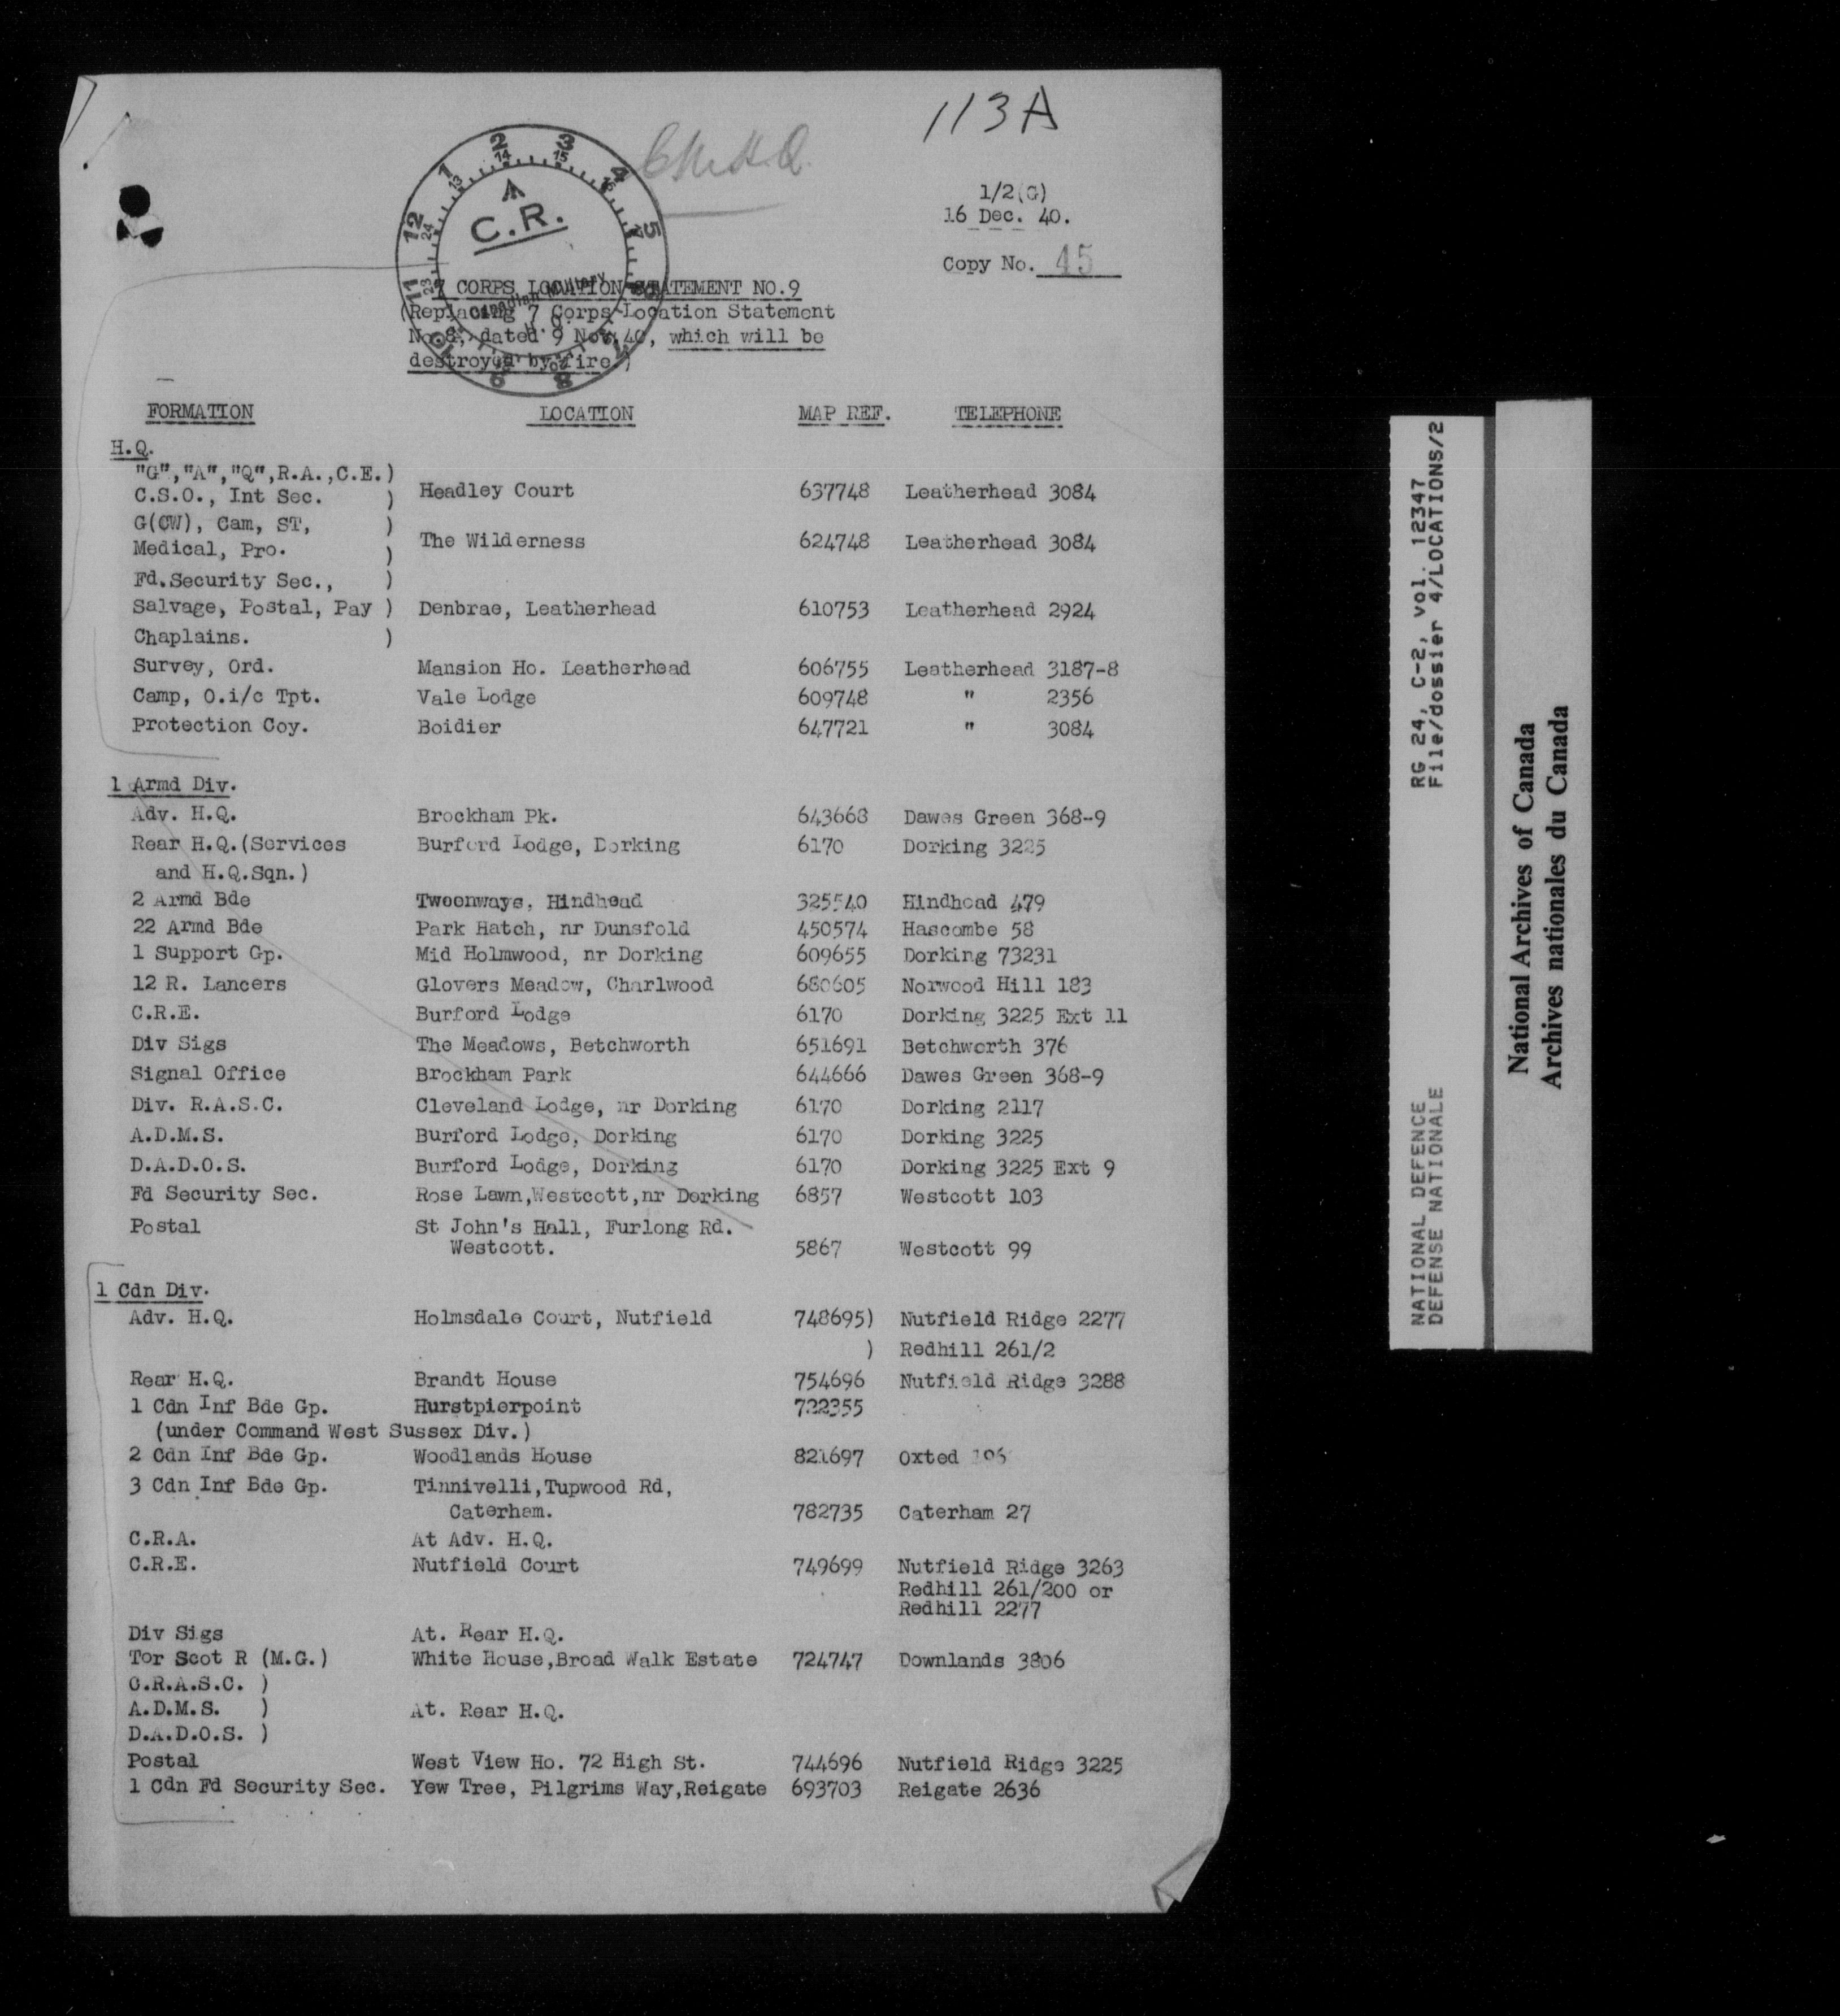 113A
C.M.H.Q.
1/2(G)
16 Dec. 40.
Copy No. 45
C.R.
Canadian Military
H.Q.
7 CORPS LOCATION STATEMENT NO.9
(Replacing 7 Corps Location Statement
No.8, dated 9 Nov 40, which will be
destroyed by fire.)
FORMATION LOCATION MAP REF. TELEPHONE
H.Q.
"G","A","Q",R.A.,C.E.)
C.S.O., Int Sec. ) Headley Court 637748 Leatherhead 3084
G(CW), Cam, ST, )
Medical, Pro. ) The Wilderness 624748 Leatherhead 3084
Fd.Security Sec., )
Salvage, Postal, Pay ) Denbrae, Leatherhead 610753 Leatherhead 2924
Chaplains. )
Survey, Ord. Mansion Ho. Leatherhead 606755 Leatherhead 3187-8
Camp, O.i/c Tpt. Vale Lodge 609748 " 2356
Protection Coy. Boidier 647721 " 3084
1 Armd Div.
Adv. H.Q. Brockham Pk. 643668 Dawes Green 368-9
Rear H.Q.(Services Burford Lodge, Dorking 6170 Dorking 3225
and H.Q.Sqn.)
2 Armd Bde Tweenways, Hindhead 325540 Hindhead 479
22 Armd Bde Park Hatch, nr Dunsfold 450574 Hascombe 58
1 Support Gp. Mid Holmwood, nr Dorking 609655 Dorking 73231
12 R. Lancers Glovers Meadow, Charlwood 680605 Norwood Hill 183
C.R.E. Burford Lodge 6170 Dorking 3225 Ext 11
Div Sigs The Meadows, Betchworth 651691 Betchworth 376
Signal Office Brockham Park 644666 Dawes Green 368-9
Div. R.A.S.C. Cleveland Lodge, nr Dorking 6170 Dorking 2117
A.D.M.S. Burford Lodge, Dorking 6170 Dorking 3225
D.A.D.O.S. Burford Lodge, Dorking 6170 Dorking 3225 Ext 9
Fd Security Sec. Rose Lawn,Westcott,nr Dorking 6857 Westcott 103
Postal St John's Hall, Furlong Rd.
Westcott. 5867 Westcott 99
1 Cdn Div.
Adv. H.Q. Holmsdale Court, Nutfield 748695) Nutfield Ridge 2277
) Redhill 261/2
Rear H.Q. Brandt House 754696 Nutfield Ridge 3288
1 Cdn Inf Bde Gp. Hurstpierpoint 722355
(under Command West Sussex Div.)
2 Cdn Inf Bde Gp. Woodlands House 821697 Oxted
3 Cdn Inf Bde Gp. Tinnivelli,Tupwood Rd,
Caterham. 782735 Caterham 27
C.R.A. At Adv. H.Q.
C.R.E. Nutfield Court 749699 Nutfield Ridge 3263
Redhill 261/200 or
Redhill 2277
Div Sigs At. Rear H.Q.
Tor Scot R (M.G.) White House,Broad Walk Estate 724747 Downlands 3806
C.R.A.S.C. )
A.D.M.S. ) At. Rear H.Q.
D.A.D.O.S. )
Postal West View Ho. 72 High St. 744696 Nutfield Ridge 3225
1 Cdn Fd Security Sec. Yew Tree, Pilgrims Way,Reigate 693703 Reigate 2636
NATIONAL DEFENCE RG 24, C-2, vol. 12347
DEFENSE NATIONALE File/dossier 4/LOCATIONS/2
National Archives of Canada
Archives nationales du Canada